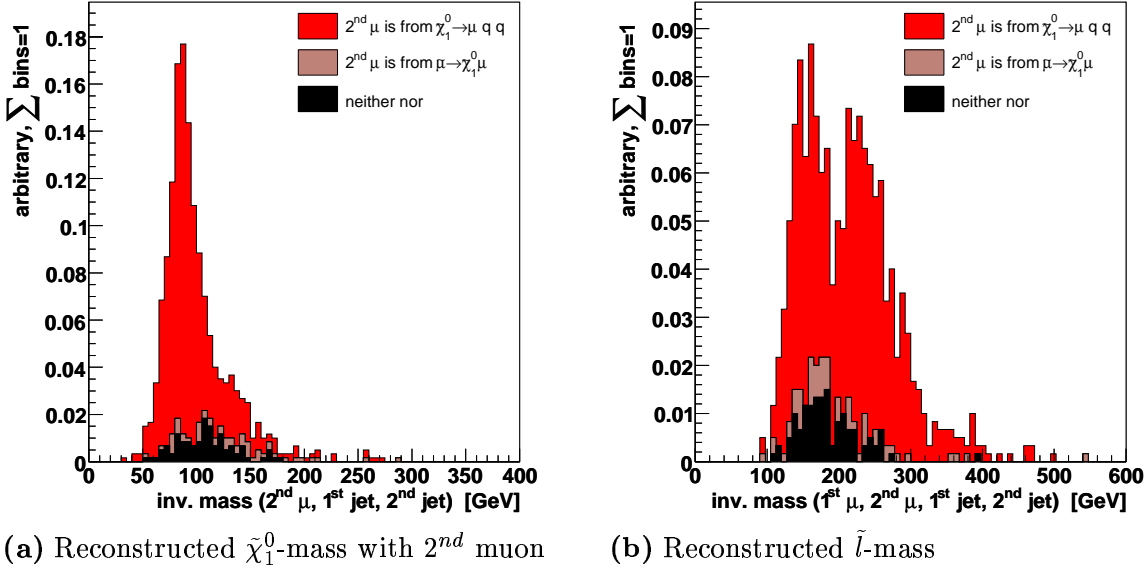 arbitrary, ∑ bins=1
0.18
0.16
0.14
0.12
0.1
0.08
0.06
0.04
0.02
0
2nd μ is from χ̃₁⁰→μ q q
2nd μ is from μ̃→χ̃₁⁰μ
neither nor
0 50 100 150 200 250 300 350 400
inv. mass (2nd μ, 1st jet, 2nd jet) [GeV]
(a) Reconstructed χ̃₁⁰-mass with 2nd muon
arbitrary, ∑ bins=1
0.09
0.08
0.07
0.06
0.05
0.04
0.03
0.02
0.01
0
2nd μ is from χ̃₁⁰→μ q q
2nd μ is from μ̃→χ̃₁⁰μ
neither nor
0 100 200 300 400 500 600
inv. mass (1st μ, 2nd μ, 1st jet, 2nd jet) [GeV]
(b) Reconstructed l̃-mass